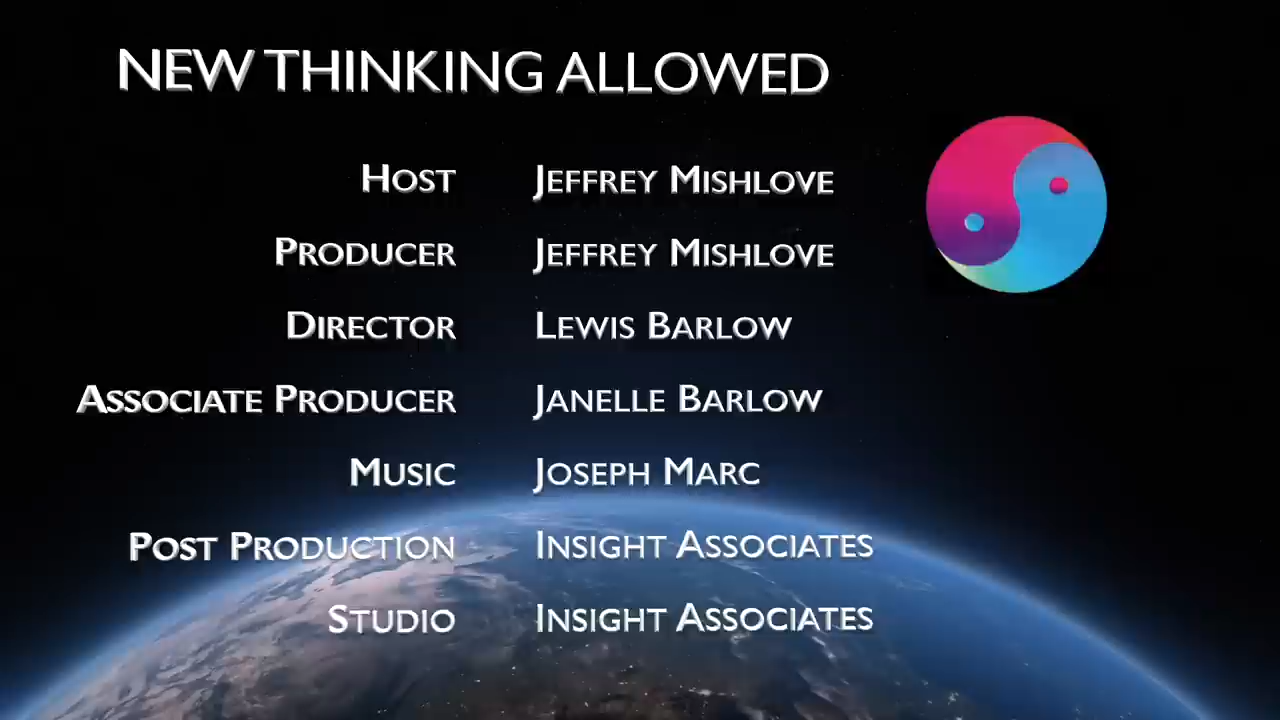 NEW THINKING ALLOWED
HOST JEFFREY MISHLOVE
PRODUCER JEFFREY MISHLOVE
DIRECTOR LEWIS BARLOW
ASSOCIATE PRODUCER JANELLE BARLOW
MUSIC JOSEPH MARC
POST PRODUCTION INSIGHT ASSOCIATES
STUDIO INSIGHT ASSOCIATES